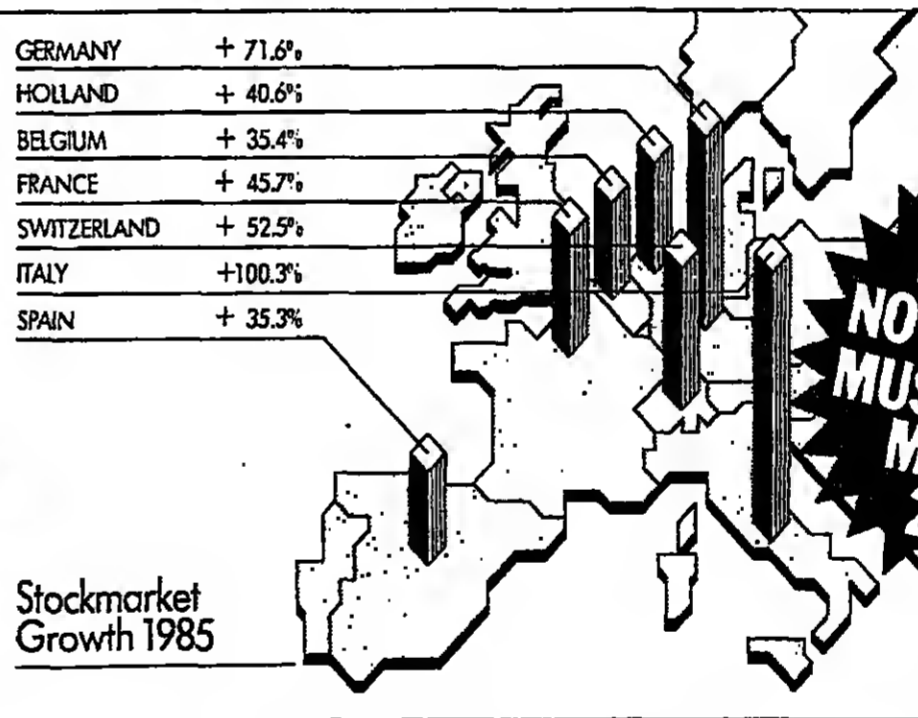 GERMANY + 71.6%
HOLLAND + 40.6%
BELGIUM + 35.4%
FRANCE + 45.7%
SWITZERLAND + 52.5%
ITALY +100.3%
SPAIN + 35.3%
Stockmarket
Growth 1985
NO